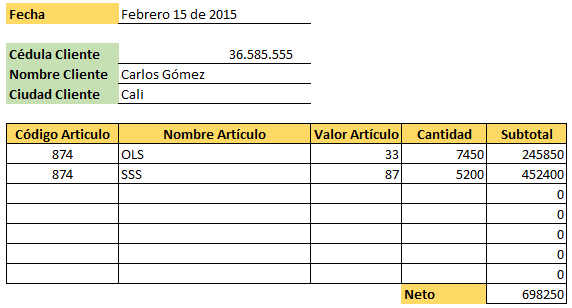 Fecha Febrero 15 de 2015
Cédula Cliente 36.585.555
Nombre Cliente Carlos Gómez
Ciudad Cliente Cali
Código Articulo Nombre Artículo Valor Artículo Cantidad Subtotal
874 OLS 33 7450 245850
874 SSS 87 5200 452400
0
0
0
0
0
Neto 698250